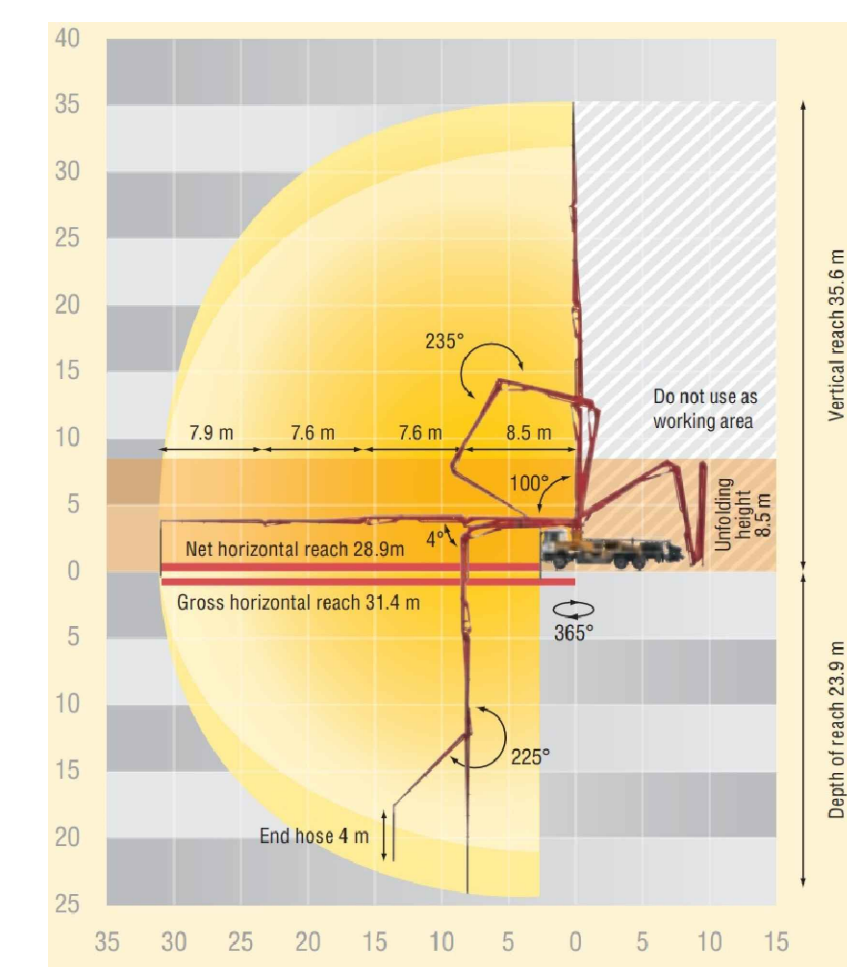 40
35
30
25
20
15
10
5
0
5
10
15
20
25
235°
Do not use as
working area
7.9 m
7.6 m
7.6 m
8.5 m
100°
4°
Net horizontal reach 28.9m
Gross horizontal reach 31.4 m
365°
225°
End hose 4 m
Unfolding
height
8.5 m
Vertical reach 35.6 m
Depth of reach 23.9 m
35 30 25 20 15 10 5 0 5 10 15